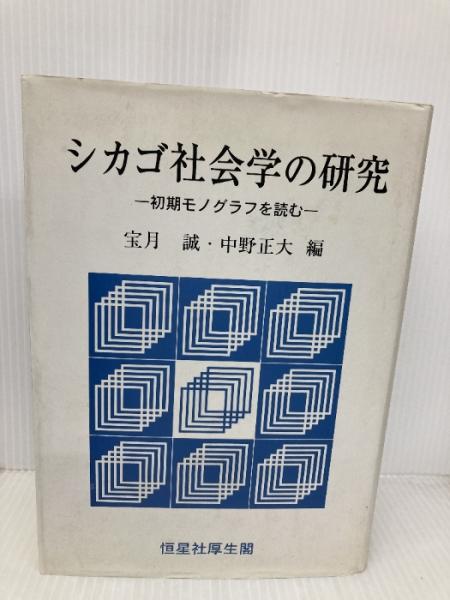 シカゴ社会学の研究
―初期モノグラフを読む―
宝月 誠・中野正大 編
恒星社厚生閣